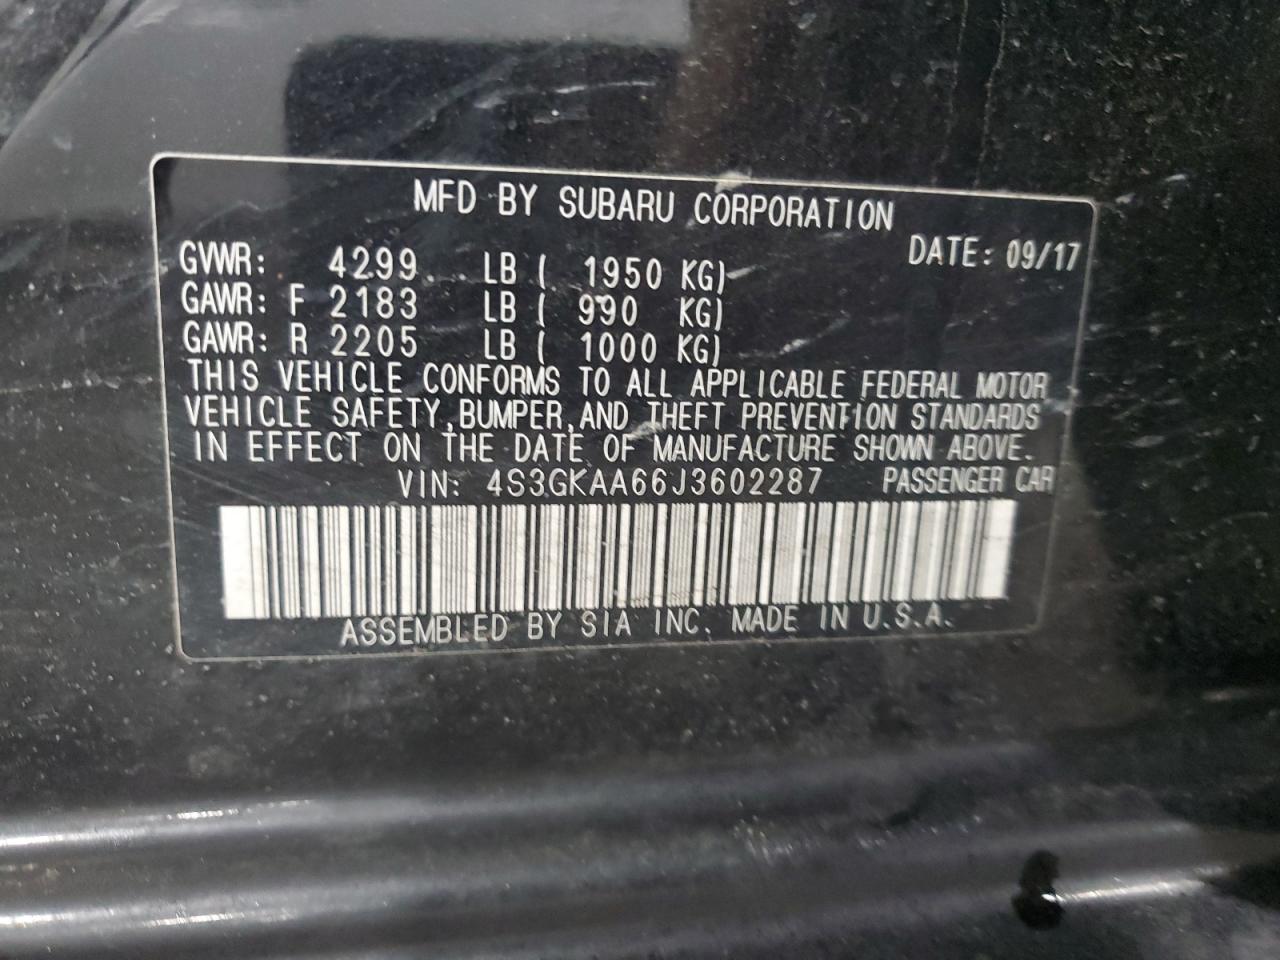 MFD BY SUBARU CORPORATION
DATE: 09/17
GVWR: 4299 LB ( 1950 KG)
GAWR: F 2183 LB ( 990 KG)
GAWR: R 2205 LB ( 1000 KG)
THIS VEHICLE CONFORMS TO ALL APPLICABLE FEDERAL MOTOR
VEHICLE SAFETY, BUMPER, AND THEFT PREVENTION STANDARDS
IN EFFECT ON THE DATE OF MANUFACTURE SHOWN ABOVE.
VIN: 4S3GKAA66J3602287 PASSENGER CAR
ASSEMBLED BY SIA INC. MADE IN U.S.A.